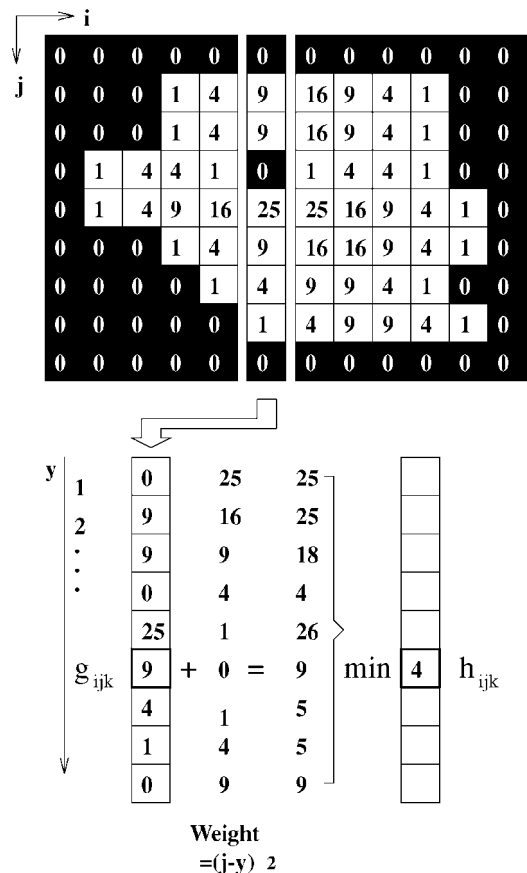 i
j
0 0 0 0 0 0 0 0 0 0 0 0
0 0 0 1 4 9 16 9 4 1 0 0
0 0 0 1 4 9 16 9 4 1 0 0
0 1 4 4 1 0 1 4 4 1 0 0
0 1 4 9 16 25 25 16 9 4 1 0
0 0 0 1 4 9 16 16 9 4 1 0
0 0 0 0 1 4 9 9 4 1 0 0
0 0 0 0 0 1 4 9 9 4 1 0
0 0 0 0 0 0 0 0 0 0 0 0
y
1 0 25 25
2 9 16 25
. 9 9 18
. 0 4 4
. 25 1 26
g ijk 9 + 0 = 9 min 4 h ijk
4 1 5
1 4 5
0 9 9
Weight
=(j-y) 2